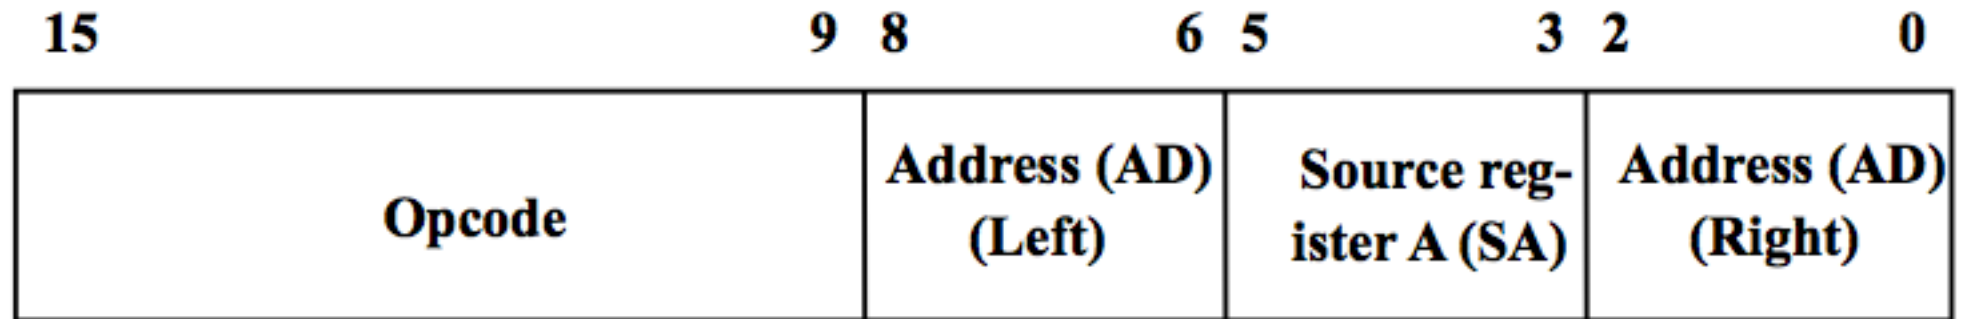 15 9 8 6 5 3 2 0
Opcode
Address (AD)
(Left)
Source reg-
ister A (SA)
Address (AD)
(Right)